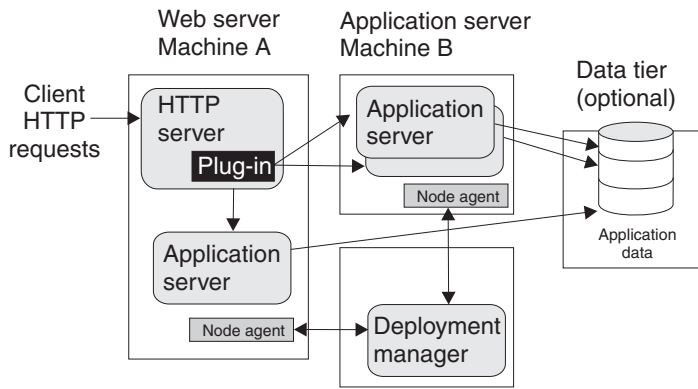 Web server
Machine A
Application server
Machine B
Data tier
(optional)
Client
HTTP
requests
HTTP
server
Plug-in
Application
server
Node agent
Application
server
Node agent
Deployment
manager
Application
data